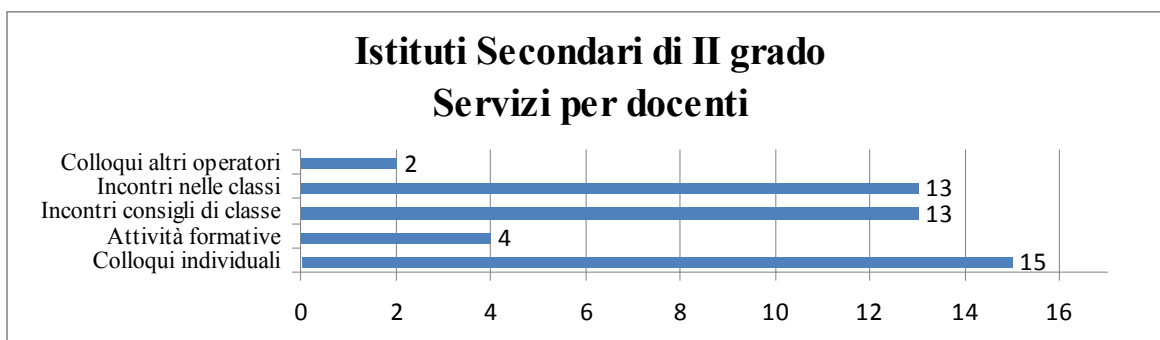 Istituti Secondari di II grado
Servizi per docenti
Colloqui altri operatori 2
Incontri nelle classi 13
Incontri consigli di classe 13
Attività formative 4
Colloqui individuali 15
0 2 4 6 8 10 12 14 16